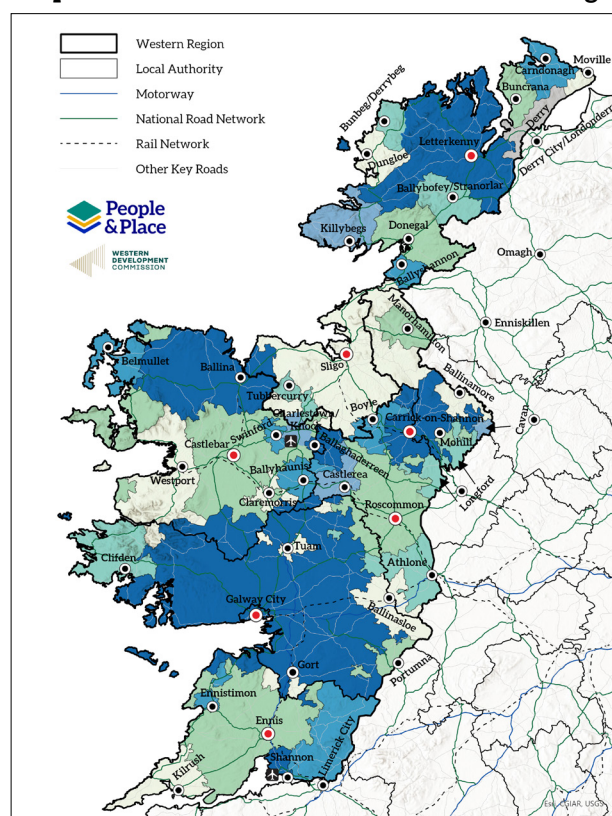 Western Region
Local Authority
Motorway
National Road Network
Rail Network
Other Key Roads
People
& Place
WESTERN
DEVELOPMENT
COMMISSION
Carndonagh
Moville
Buncrana
Derry
Derry City/Londonderry
Bunbeg/Derrybeg
Letterkenny
Dungloe
Ballybofey/Stranorlar
Killybegs
Donegal
Omagh
Ballyshannon
Manorhamilton
Enniskillen
Belmullet
Ballina
Sligo
Tubbercurry
Ballinamore
Boyle
Cavan
Charlestown/
Knock
Carrick-on-Shannon
Swinford
Mohill
Castlebar
Ballaghaderreen
Westport
Ballyhaunis
Castlerea
Longford
Claremorris
Roscommon
Tuam
Clifden
Athlone
Galway City
Ballinasloe
Gort
Portumna
Ennistimon
Ennis
Shannon
Limerick City
Kilrush
Esri, CGIAR, USGS